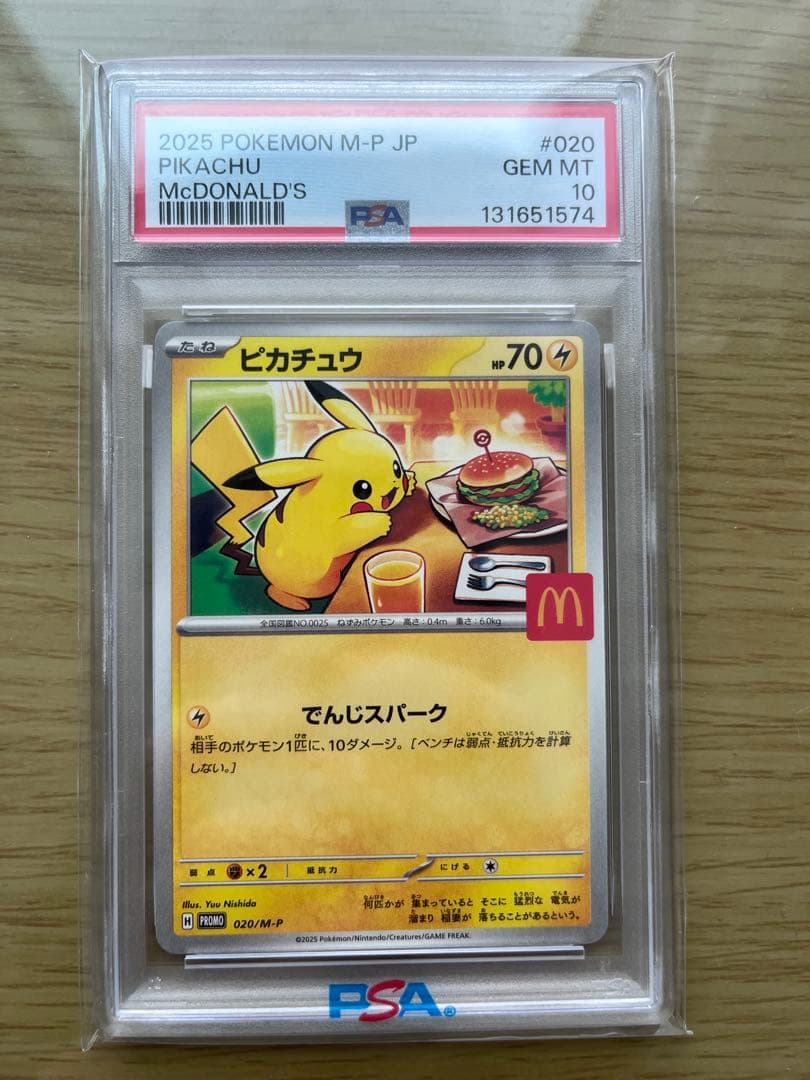 2025 POKEMON M-P JP #020
PIKACHU GEM MT
McDONALD'S 10
PSA 131651574
たね ピカチュウ HP70
全国図鑑NO.0025 ねずみポケモン 高さ:0.4m 重さ:6.0kg
でんじスパーク
相手のポケモン1匹に、10ダメージ。[ベンチは弱点・抵抗力を計算
しない。]
弱点 ×2 抵抗力 にげる
Illus. Yuu Nishida
何匹かが 集まっていると そこに 猛烈な 電気が
溜まり 稲妻が 落ちることがあるという。
H PROMO 020/M-P
©2025 Pokémon/Nintendo/Creatures/GAME FREAK.
PSA